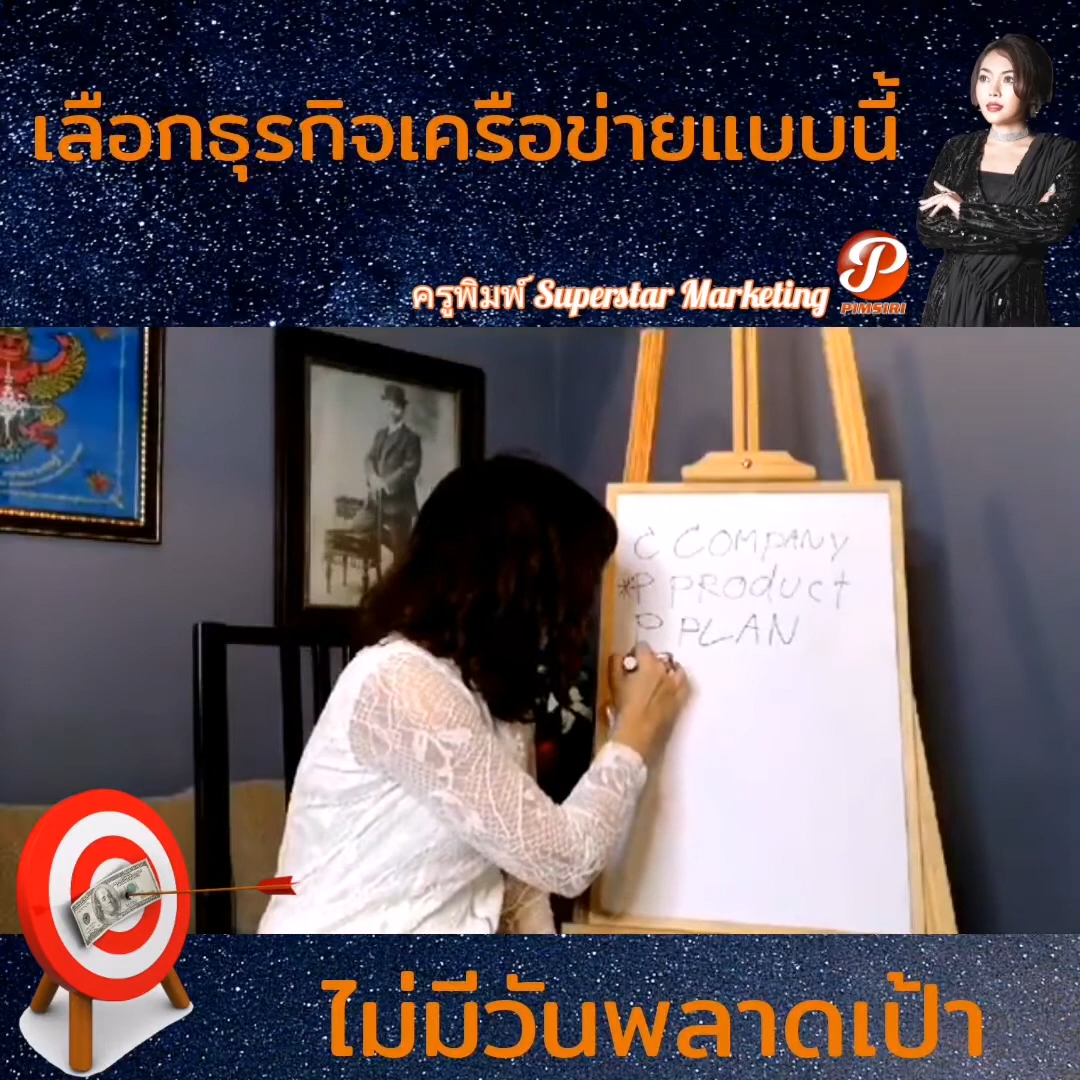 เลือกธุรกิจเครือข่ายแบบนี้
ครูพิมพ์ Superstar Marketing
P
PIMSIRI
C COMPANY
*P PRODUCT
P PLAN
ไม่มีวันพลาดเป้า